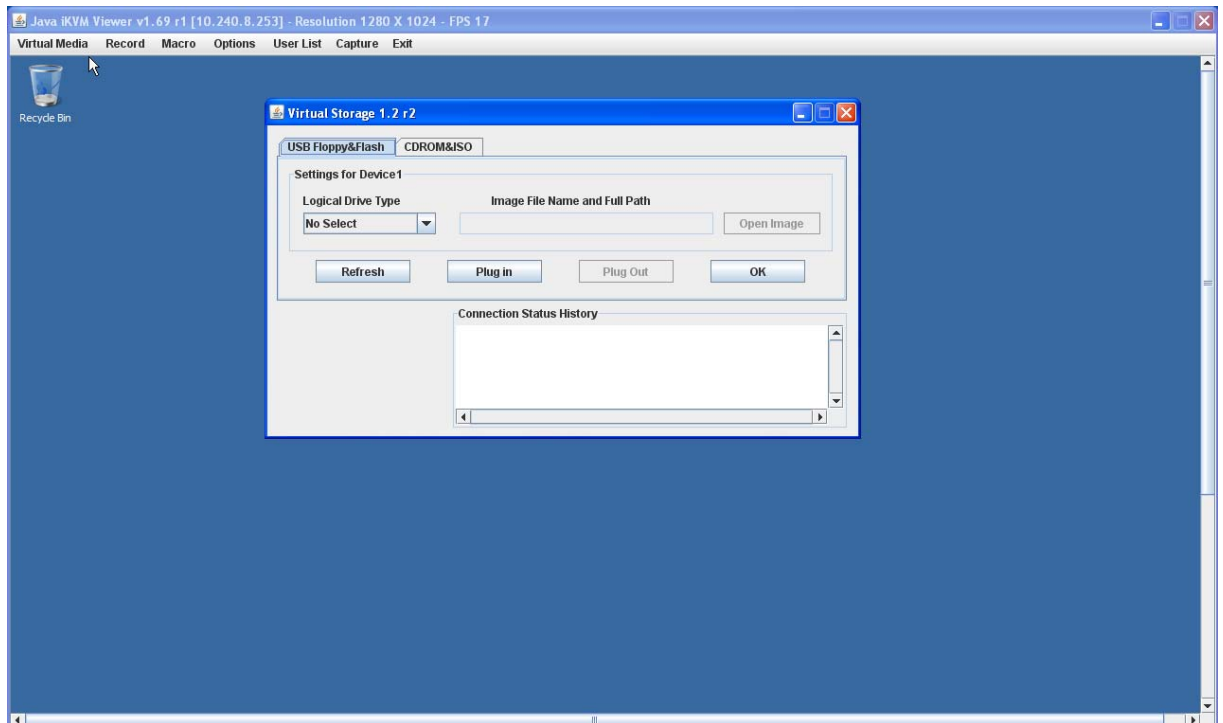 Java iKVM Viewer v1.69 r1 [10.240.8.253] - Resolution 1280 X 1024 - FPS 17
Virtual Media Record Macro Options User List Capture Exit
Recycle Bin
Virtual Storage 1.2 r2
USB Floppy&Flash CDROM&ISO
Settings for Device1
Logical Drive Type Image File Name and Full Path
No Select Open Image
Refresh Plug in Plug Out OK
Connection Status History